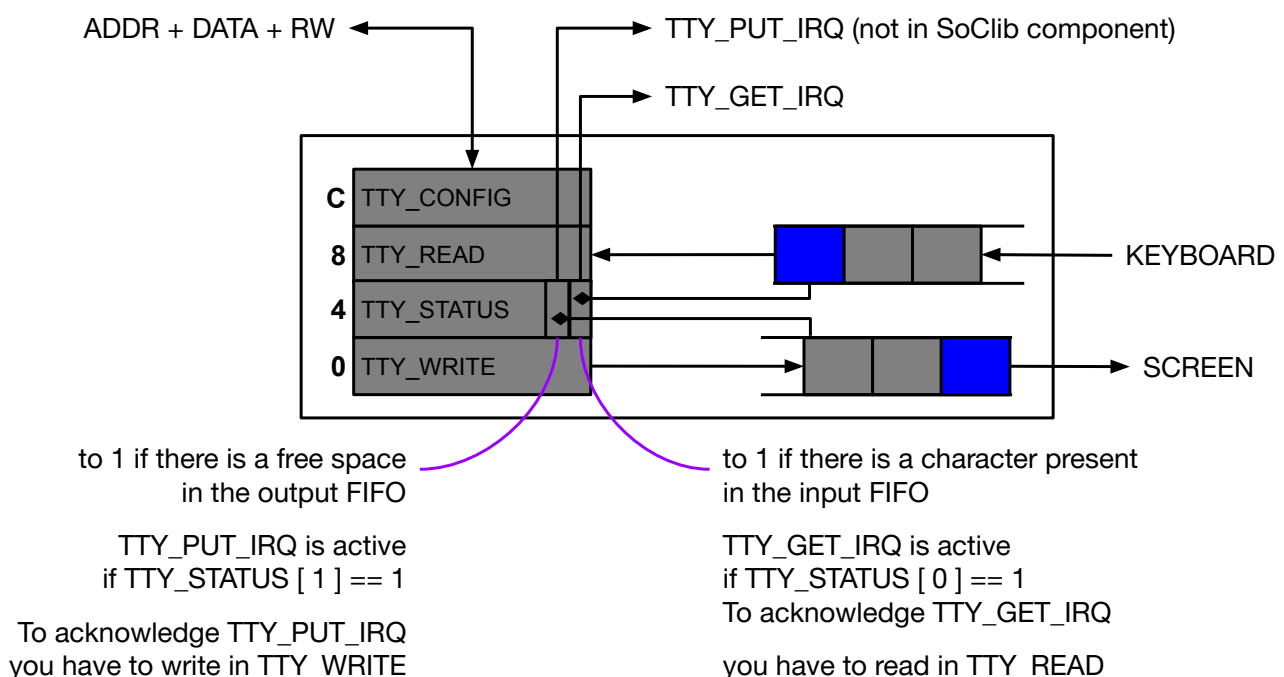 ADDR + DATA + RW
TTY_PUT_IRQ (not in SoClib component)
TTY_GET_IRQ
C TTY_CONFIG
8 TTY_READ
KEYBOARD
4 TTY_STATUS
0 TTY_WRITE
SCREEN
to 1 if there is a free space
in the output FIFO
TTY_PUT_IRQ is active
if TTY_STATUS [ 1 ] == 1
To acknowledge TTY_PUT_IRQ
you have to write in TTY_WRITE
to 1 if there is a character present
in the input FIFO
TTY_GET_IRQ is active
if TTY_STATUS [ 0 ] == 1
To acknowledge TTY_GET_IRQ
you have to read in TTY_READ